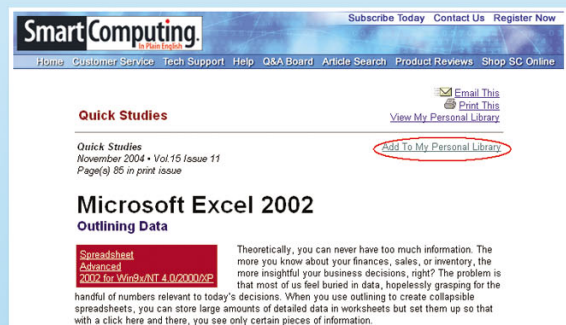 Subscribe Today Contact Us Register Now
Smart Computing.
In Plain English
Home Customer Service Tech Support Help Q&A Board Article Search Product Reviews Shop SC Online
Email This
Print This
Quick Studies
View My Personal Library
Quick Studies
Add To My Personal Library
November 2004 • Vol.15 Issue 11
Page(s) 85 in print issue
Microsoft Excel 2002
Outlining Data
Spreadsheet
Advanced
2002 for Win9x/NT 4.0/2000/XP
Theoretically, you can never have too much information. The
more you know about your finances, sales, or inventory, the
more insightful your business decisions, right? The problem is
that most of us feel buried in data, hopelessly grasping for the
handful of numbers relevant to today's decisions. When you use outlining to create collapsible
spreadsheets, you can store large amounts of detailed data in worksheets but set them up so that
with a click here and there, you see only certain pieces of information.